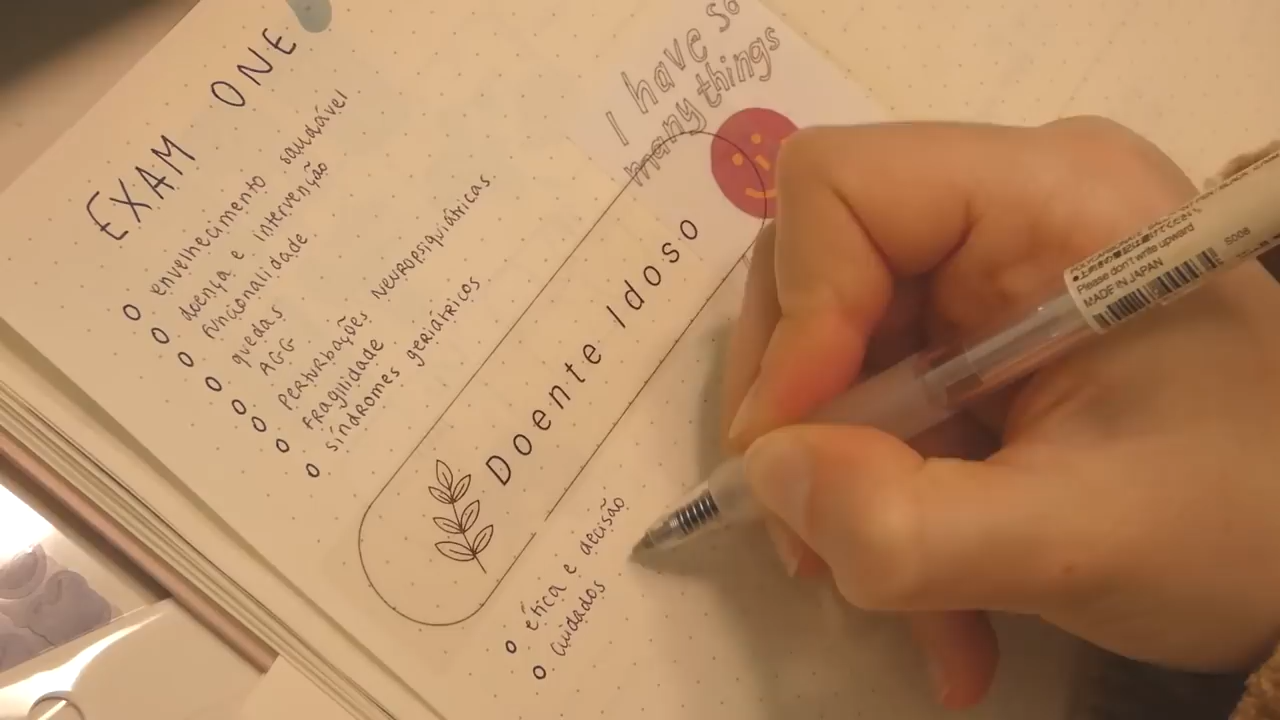 EXAM ONE
envelhecimento saudável
doença e intervenção
funcionalidade
quedas
AGG
perturbações neuropsiquiátricas
fragilidade
síndromes geriátricos
I have so
many things
Doente Idoso
ética e decisão
cuidados
Please don't write upward
MADE IN JAPAN
S008